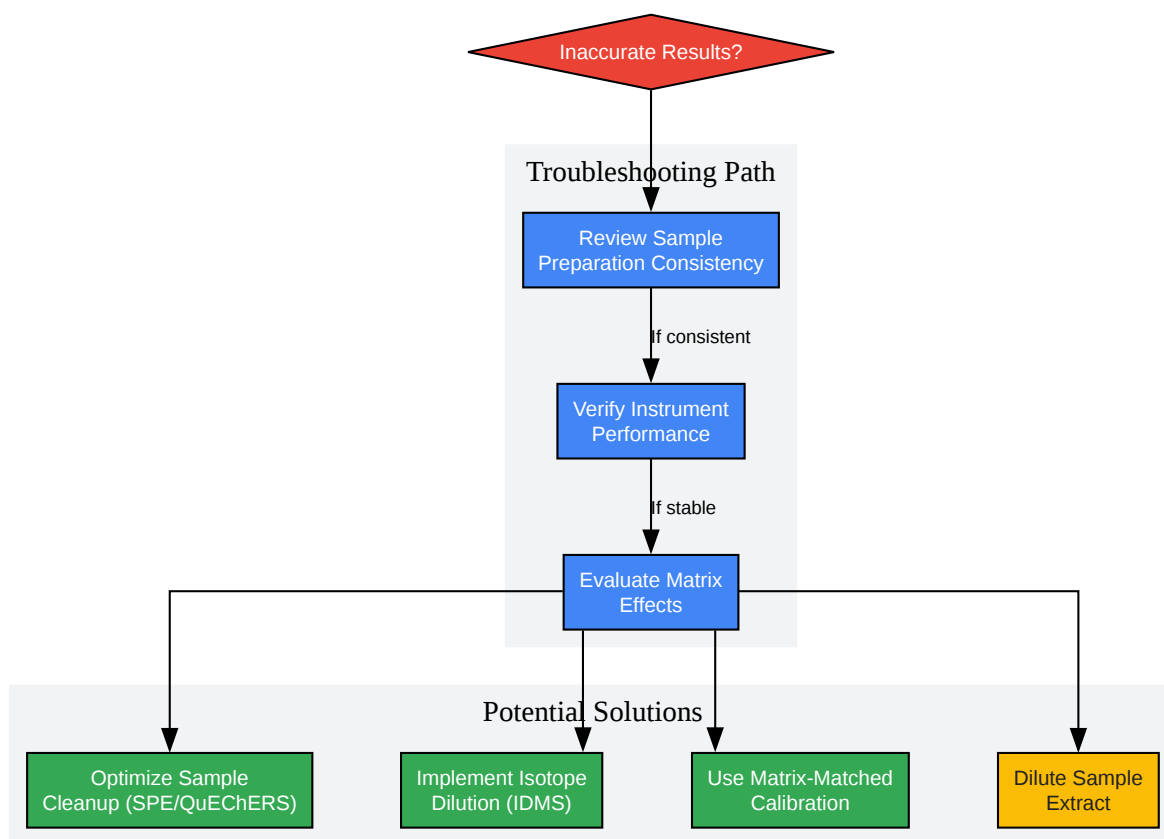 Inaccurate Results?
Troubleshooting Path
Review Sample
Preparation Consistency
If consistent
Verify Instrument
Performance
If stable
Evaluate Matrix
Effects
Potential Solutions
Optimize Sample
Cleanup (SPE/QuEChERS)
Implement Isotope
Dilution (IDMS)
Use Matrix-Matched
Calibration
Dilute Sample
Extract